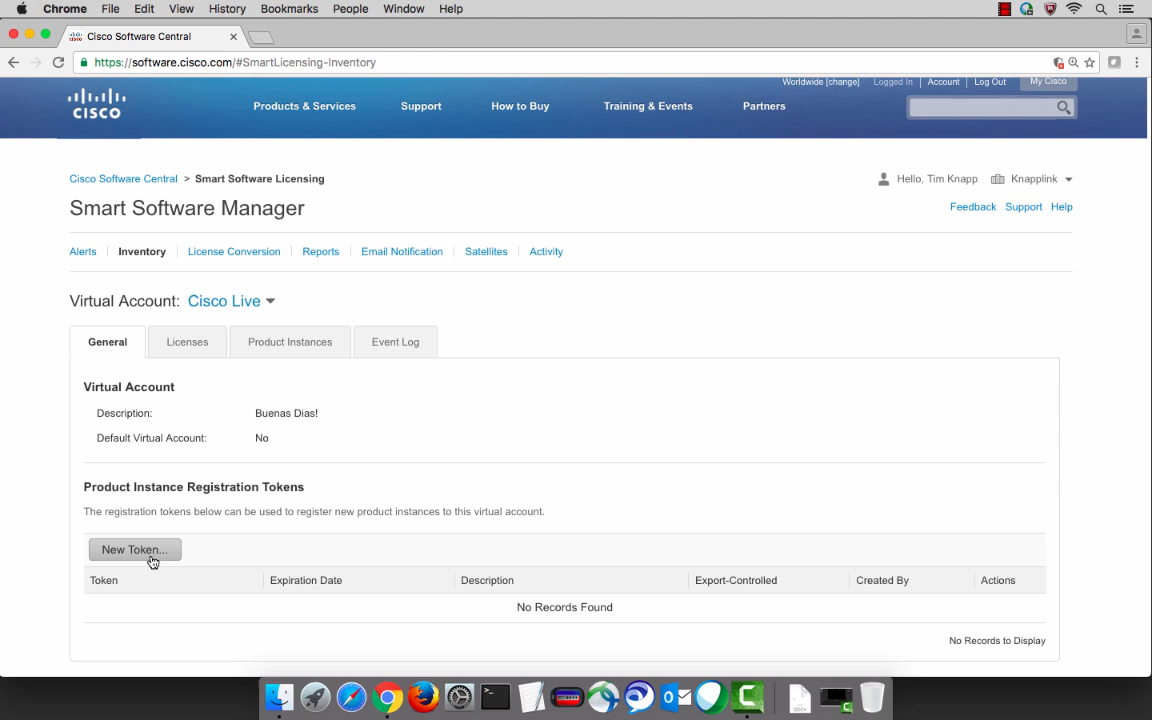 Chrome File Edit View History Bookmarks People Window Help
Cisco Software Central
https://software.cisco.com/#SmartLicensing-Inventory
Worldwide [change] Logged In Account Log Out My Cisco
CISCO
Products & Services Support How to Buy Training & Events Partners
Cisco Software Central > Smart Software Licensing
Hello, Tim Knapp Knapplink
Smart Software Manager
Feedback Support Help
Alerts Inventory License Conversion Reports Email Notification Satellites Activity
Virtual Account: Cisco Live
General Licenses Product Instances Event Log
Virtual Account
Description: Buenas Dias!
Default Virtual Account: No
Product Instance Registration Tokens
The registration tokens below can be used to register new product instances to this virtual account.
New Token...
Token Expiration Date Description Export-Controlled Created By Actions
No Records Found
No Records to Display